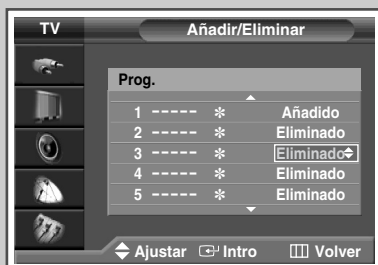 TV Añadir/Eliminar
Prog.
1 ----- ✻ Añadido
2 ----- ✻ Eliminado
3 ----- ✻ Eliminado
4 ----- ✻ Eliminado
5 ----- ✻ Eliminado
Ajustar Intro Volver